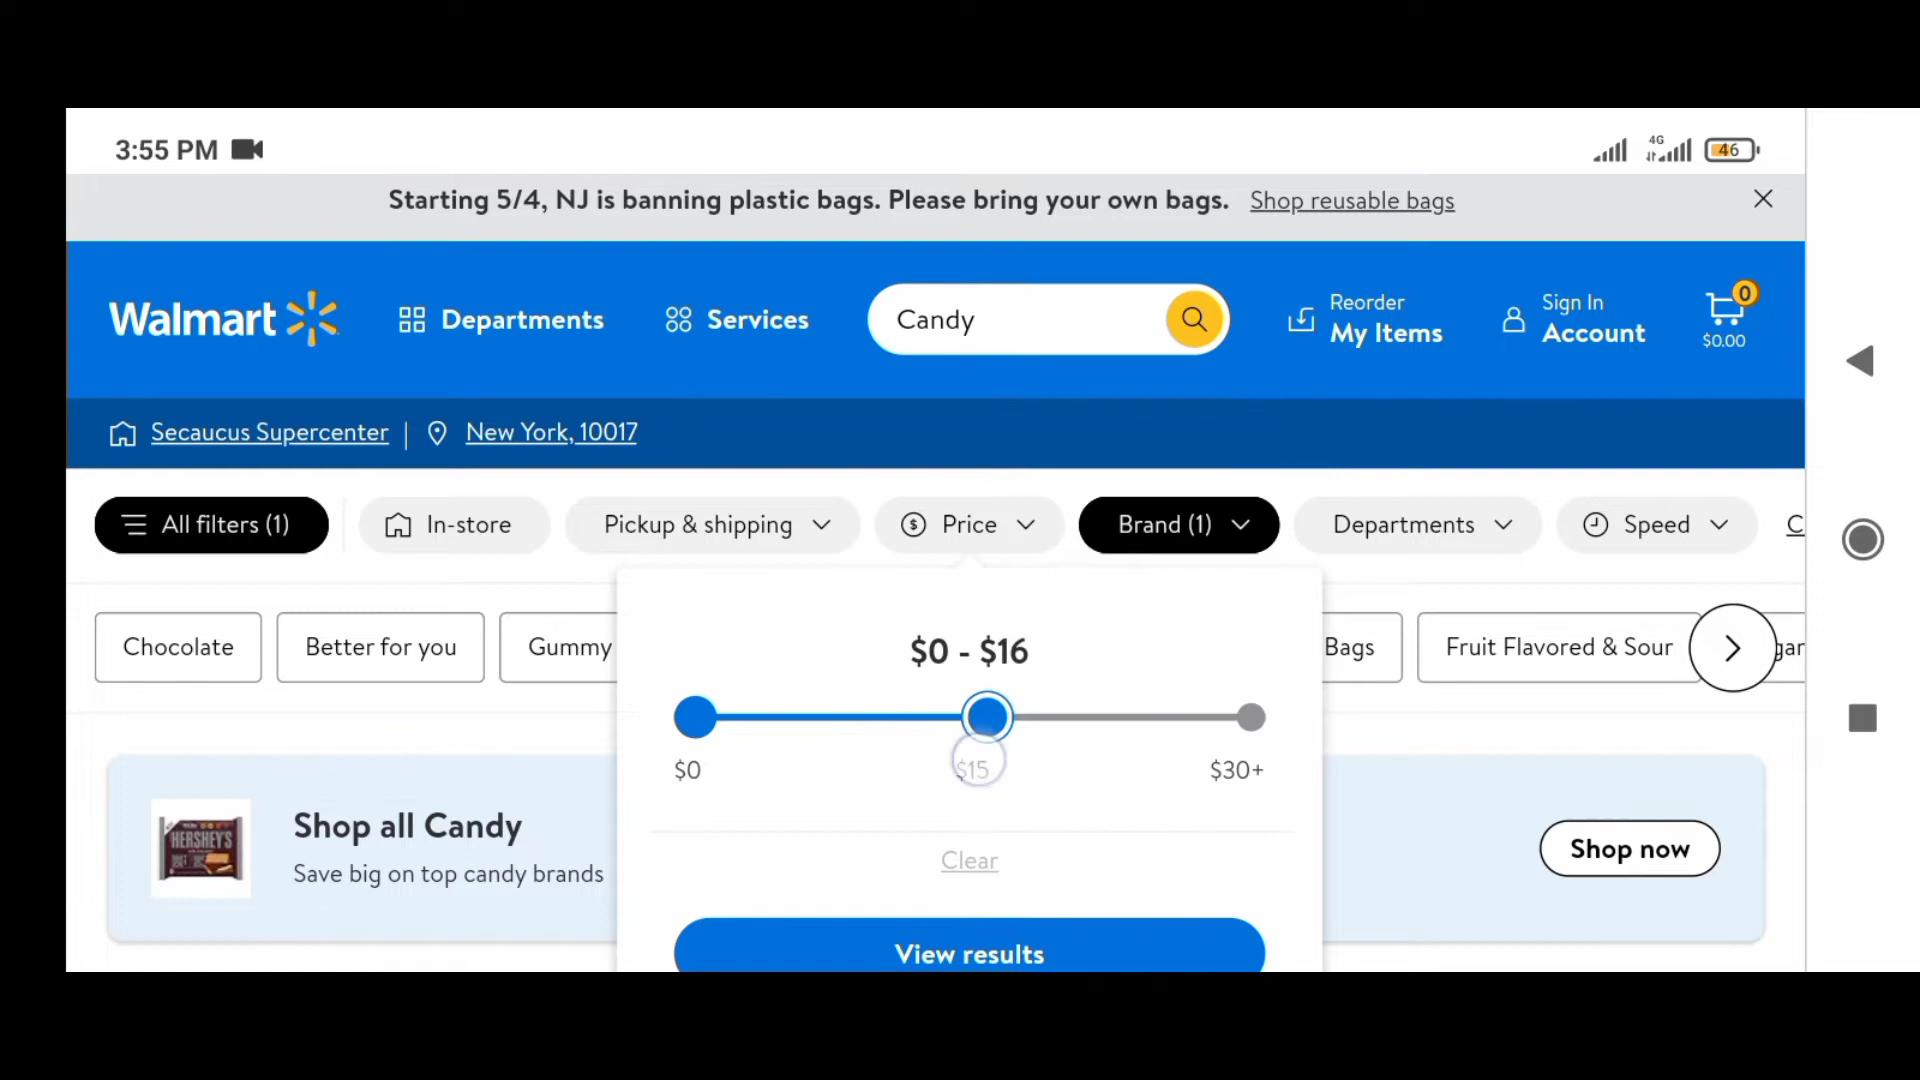 3:55 PM
4G
46
Starting 5/4, NJ is banning plastic bags. Please bring your own bags. Shop reusable bags
Walmart
Departments
Services
Candy
Reorder
My Items
Sign In
Account
0
$0.00
Secaucus Supercenter | New York, 10017
All filters (1)
In-store
Pickup & shipping
Price
Brand (1)
Departments
Speed
C
Chocolate
Better for you
Gummy
Bags
Fruit Flavored & Sour
gar
$0 - $16
$0
$15
$30+
HERSHEY'S
Shop all Candy
Save big on top candy brands
Shop now
Clear
View results